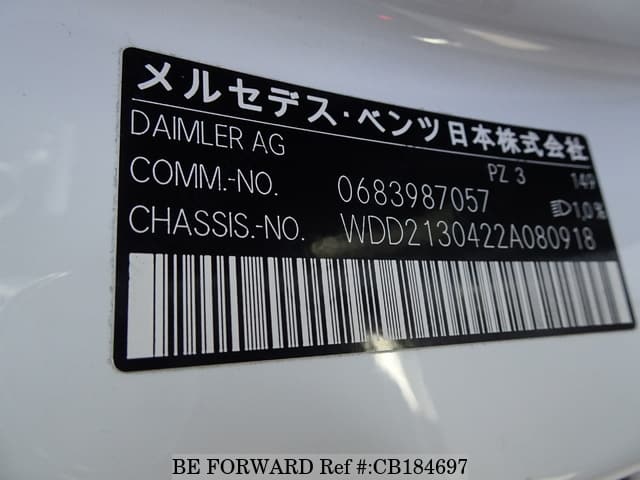 メルセデス・ベンツ日本株式会社
DAIMLER AG
PZ 3 149
COMM.-NO. 0683987057 1,0%
CHASSIS.-NO. WDD2130422A080918
BE FORWARD Ref #:CB184697